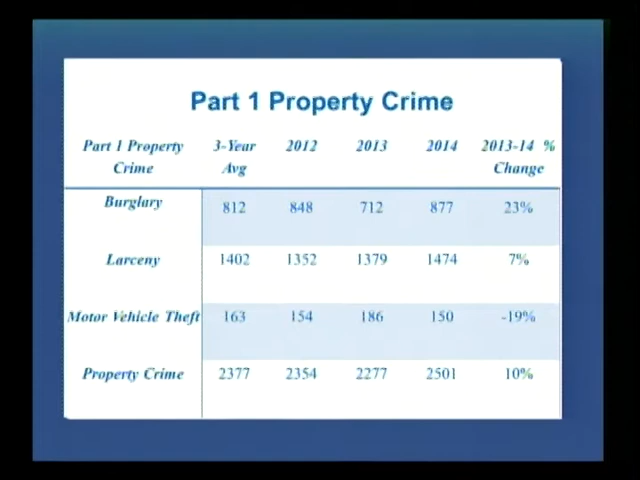 Part 1 Property Crime
Part 1 Property Crime 3-Year Avg 2012 2013 2014 2013-14 % Change
Burglary 812 848 712 877 23%
Larceny 1402 1352 1379 1474 7%
Motor Vehicle Theft 163 154 186 150 -19%
Property Crime 2377 2354 2277 2501 10%